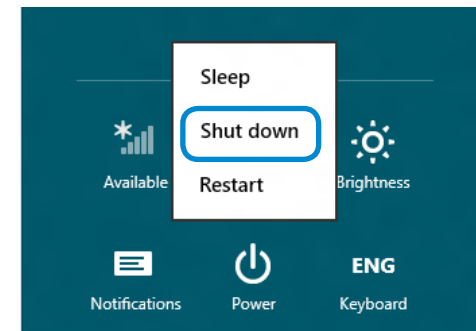 Sleep
Shut down
Restart
Available
Brightness
ENG
Notifications
Power
Keyboard